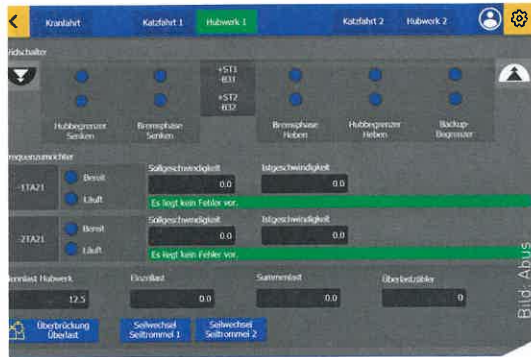 Kranfahrt Katzfahrt 1 Hubwerk 1 Katzfahrt 2 Hubwerk 2
+ST1
-B31
+ST2
-B32
Hubbegrenzer Senken
Bremsphase Senken
Bremsphase Heben
Hubbegrenzer Heben
Backup-Begrenzer
-1TA21
Bereit
Läuft
Sollgeschwindigkeit Istgeschwindigkeit
0.0 0.0
Es liegt kein Fehler vor.
-2TA21
Bereit
Läuft
Sollgeschwindigkeit Istgeschwindigkeit
0.0 0.0
Es liegt kein Fehler vor.
Hubwerk Einzellast Summenlast Überlastzähler
12.5 0.0 0.0 0
Überbrückung Überlast
Seilwechsel Seiltrommel 1
Seilwechsel Seiltrommel 2
Bild: Abus